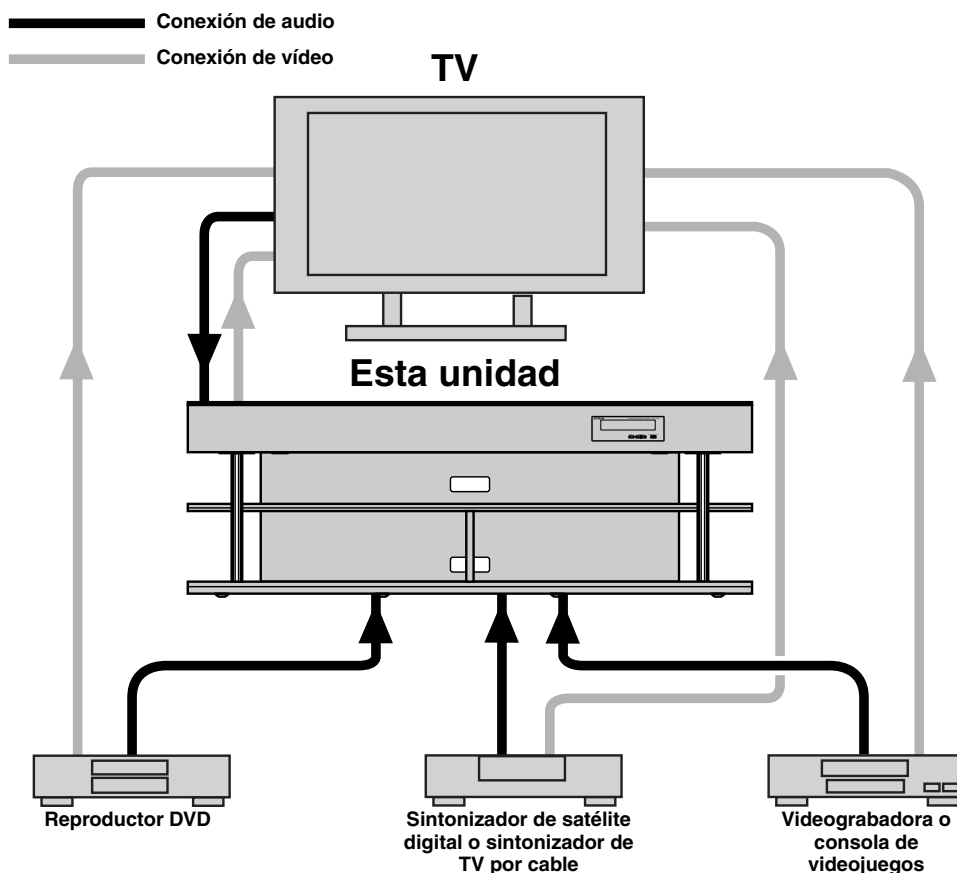 Conexión de audio
Conexión de vídeo
TV
Esta unidad
Reproductor DVD
Sintonizador de satélite
digital o sintonizador de
TV por cable
Videograbadora o
consola de
videojuegos